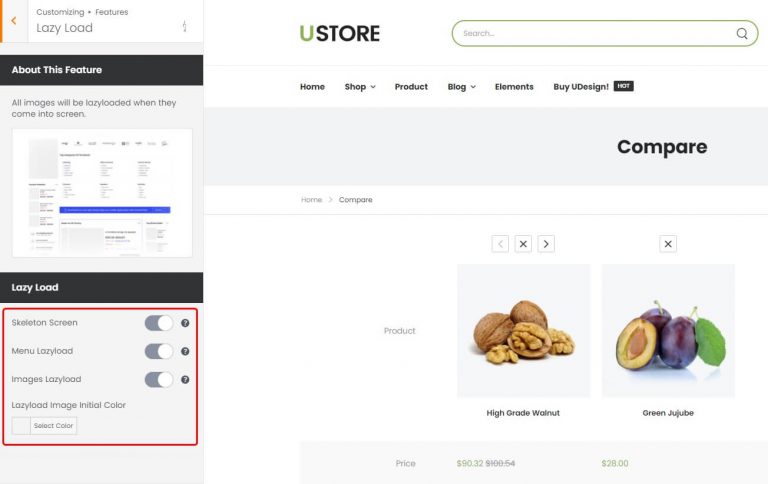 Customizing • Features
Lazy Load
About This Feature
All images will be lazyloaded when they
come into screen.
Lazy Load
Skeleton Screen
Menu Lazyload
Images Lazyload
Lazyload Image Initial Color
Select Color
USTORE
Search...
Home Shop Product Blog Elements Buy UDesign! HOT
Compare
Home > Compare
Product
High Grade Walnut
Green Jujube
Price
$90.32 $100.54
$28.00